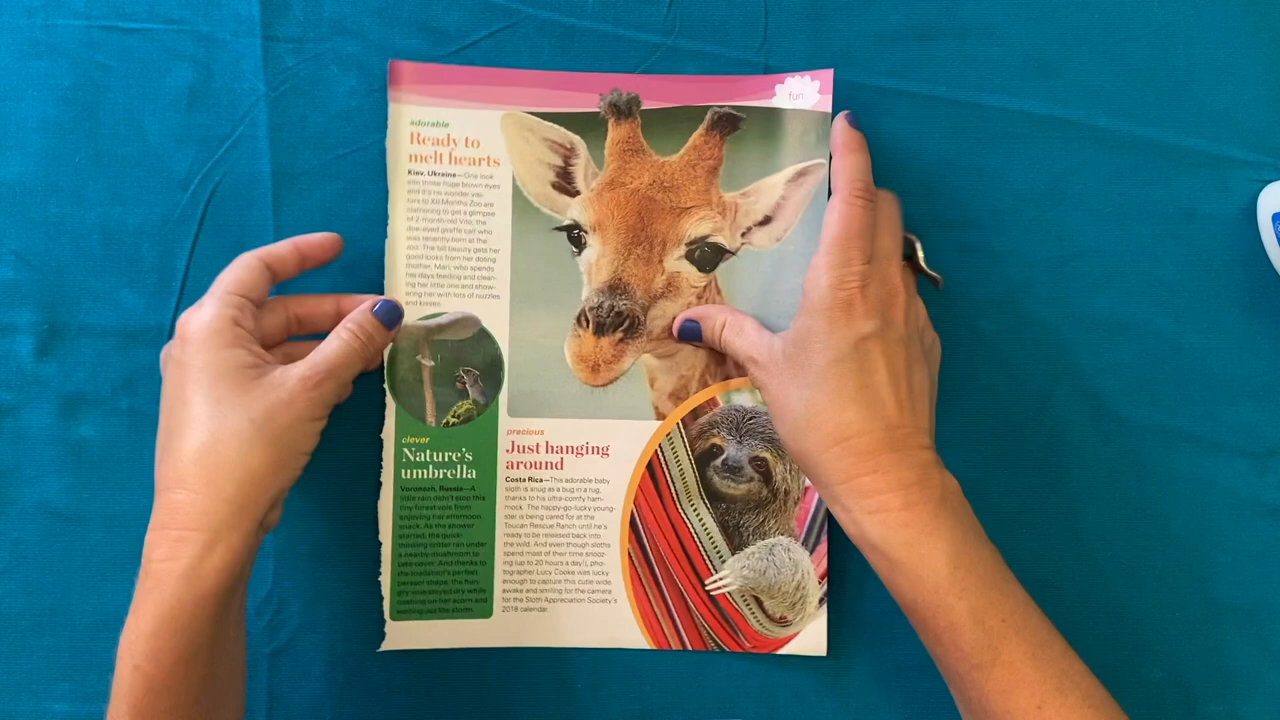 fun
adorable
Ready to
melt hearts
Kiev, Ukraine—One look
into those huge brown eyes
and it's no wonder visi-
tors to XII Months Zoo are
clamoring to get a glimpse
of 2-month-old Vito, the
doe-eyed giraffe calf who
was recently born at the
zoo. The tall beauty gets her
good looks from her doting
mother, Mari, who spends
her days feeding and clean-
ing her little one and show-
ering her with lots of nuzzles
and kisses.
clever
Nature's
umbrella
Voronezh, Russia—A
little rain didn't stop this
tiny forest vole from
enjoying her afternoon
snack. As the shower
started, the quick-
thinking critter ran under
a nearby mushroom to
take cover. And thanks to
the toadstool's perfect
parasol shape, the hun-
gry vole stayed dry while
noshing on her acorn and
waiting out the storm.
precious
Just hanging
around
Costa Rica—This adorable baby
sloth is snug as a bug in a rug,
thanks to his ultra-comfy ham-
mock. The happy-go-lucky young-
ster is being cared for at the
Toucan Rescue Ranch until he's
ready to be released back into
the wild. And even though sloths
spend most of their time snooz-
ing (up to 20 hours a day!), pho-
tographer Lucy Cooke was lucky
enough to capture this cutie wide
awake and smiling for the camera
for the Sloth Appreciation Society's
2018 calendar.